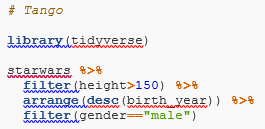 # Tango
library(tidyverse)
starwars %>%
  filter(height>150) %>%
  arrange(desc(birth_year)) %>%
  filter(gender=="male")